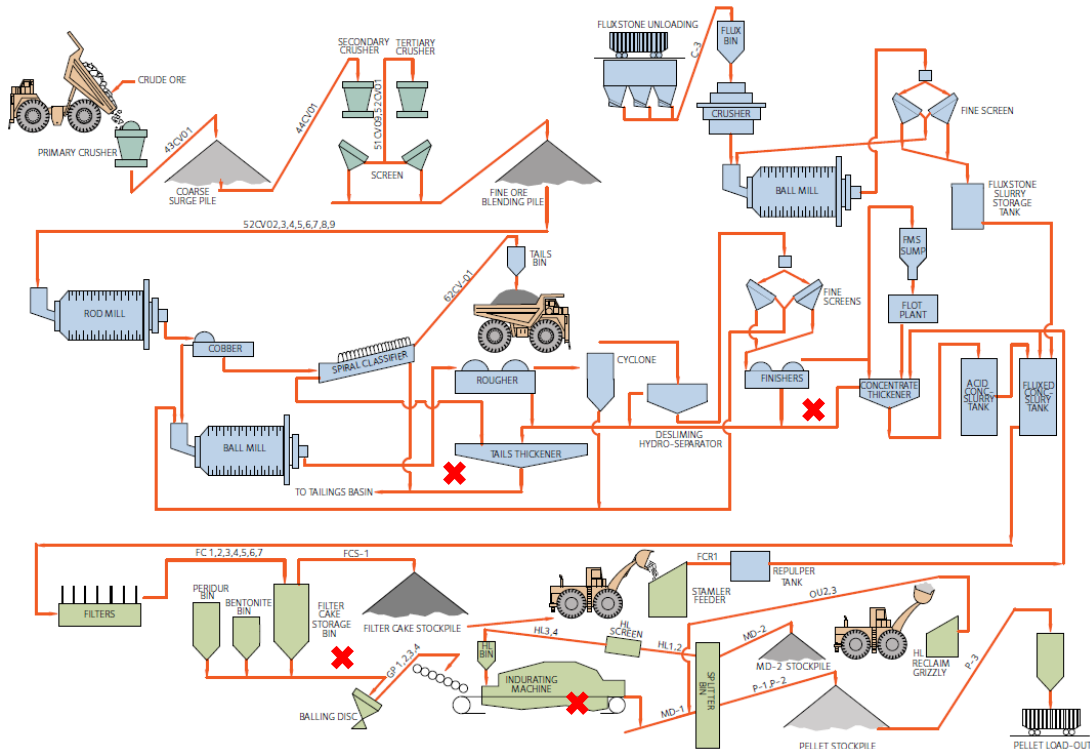 CRUDE ORE
PRIMARY CRUSHER
43CV01
COARSE
SURGE PILE
44CV01
SECONDARY
CRUSHER
TERTIARY
CRUSHER
51CV09, 52CV01
SCREEN
FINE ORE
BLENDING PILE
FLUXSTONE UNLOADING
C-3
FLUX
BIN
CRUSHER
BALL MILL
FINE SCREEN
FLUXSTONE
SLURRY
STORAGE
TANK
52CV02,3,4,5,6,7,8,9
ROD MILL
COBBER
SPIRAL CLASSIFIER
62CV-01
TAILS
BIN
ROUGHER
CYCLONE
FINE
SCREENS
FMS
SUMP
FLOT
PLANT
FINISHERS
CONCENTRATE
THICKENER
ACID
CONC-
SLURRY
TANK
FLUXED
CONC-
SLURY
TANK
BALL MILL
TAILS THICKENER
DESLIMING
HYDRO-SEPARATOR
TO TAILINGS BASIN
FC 1,2,3,4,5,6,7
FCS-1
FILTERS
PERIDUR
BIN
BENTONITE
BIN
FILTER
CAKE
STORAGE
BIN
FILTER CAKE STOCKPILE
STAMLER
FEEDER
FCR1
REPULPER
TANK
OU2,3
GP 1,2,3,4
BALLING DISC
HL
BIN
HL3,4
HL
SCREEN
HL1,2
INDURATING
MACHINE
MD-1
SPLITTER
BIN
MD-2
MD-2 STOCKPILE
P-1,P-2
HL
RECLAIM
GRIZZLY
P-3
PELLET STOCKPILE
PELLET LOAD-OUT